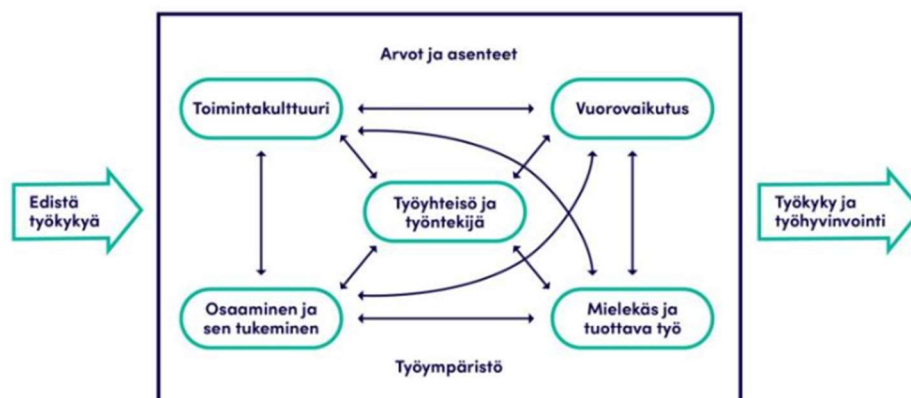 Arvot ja asenteet
Toimintakulttuuri
Vuorovaikutus
Edistä
työkykyä
Työyhteisö ja
työntekijä
Työkyky ja
työhyvinvointi
Osaaminen ja
sen tukeminen
Mielekäs ja
tuottava työ
Työympäristö